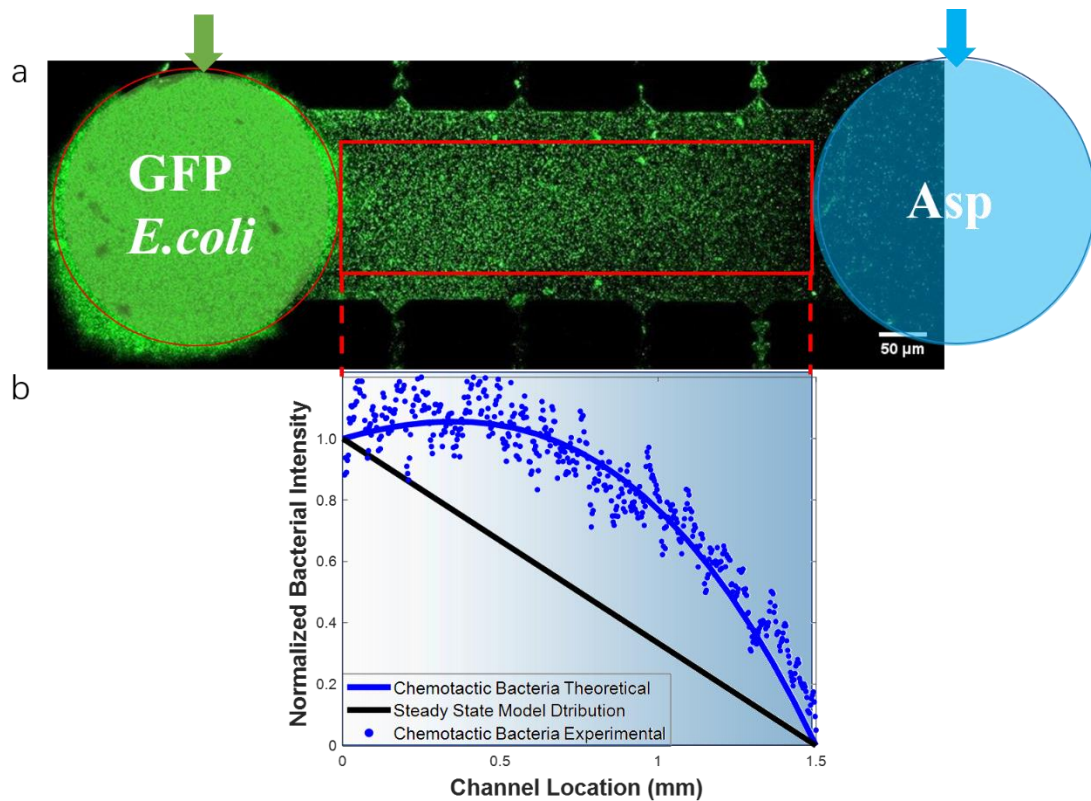 a
GFP
E.coli
Asp
50 μm
b
Normalized Bacterial Intensity
1.0
0.8
0.6
0.4
0.2
0
Chemotactic Bacteria Theoretical
Steady State Model Dtribution
Chemotactic Bacteria Experimental
0
0.5
1
1.5
Channel Location (mm)